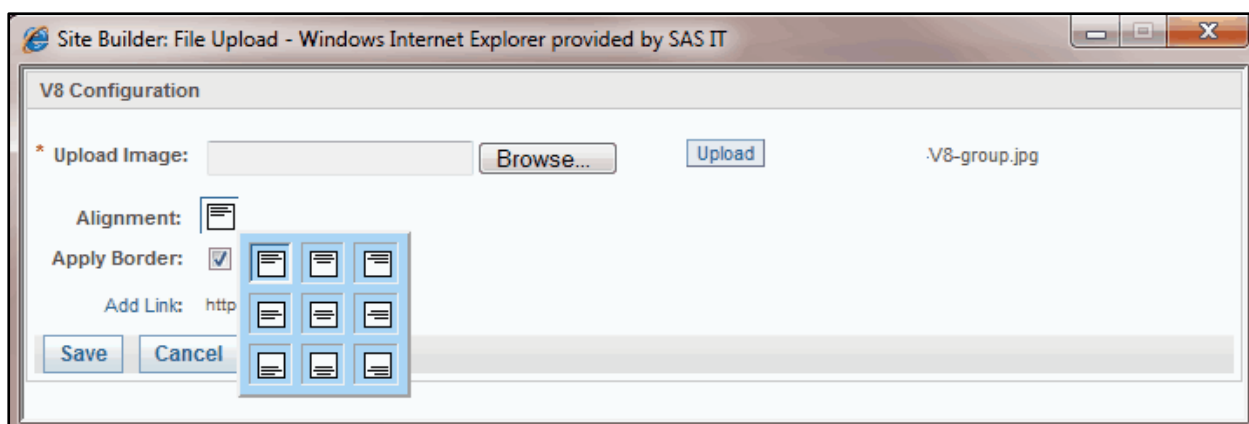 Site Builder: File Upload - Windows Internet Explorer provided by SAS IT
V8 Configuration
* Upload Image: Browse... Upload -V8-group.jpg
Alignment:
Apply Border:
Add Link: http
Save Cancel